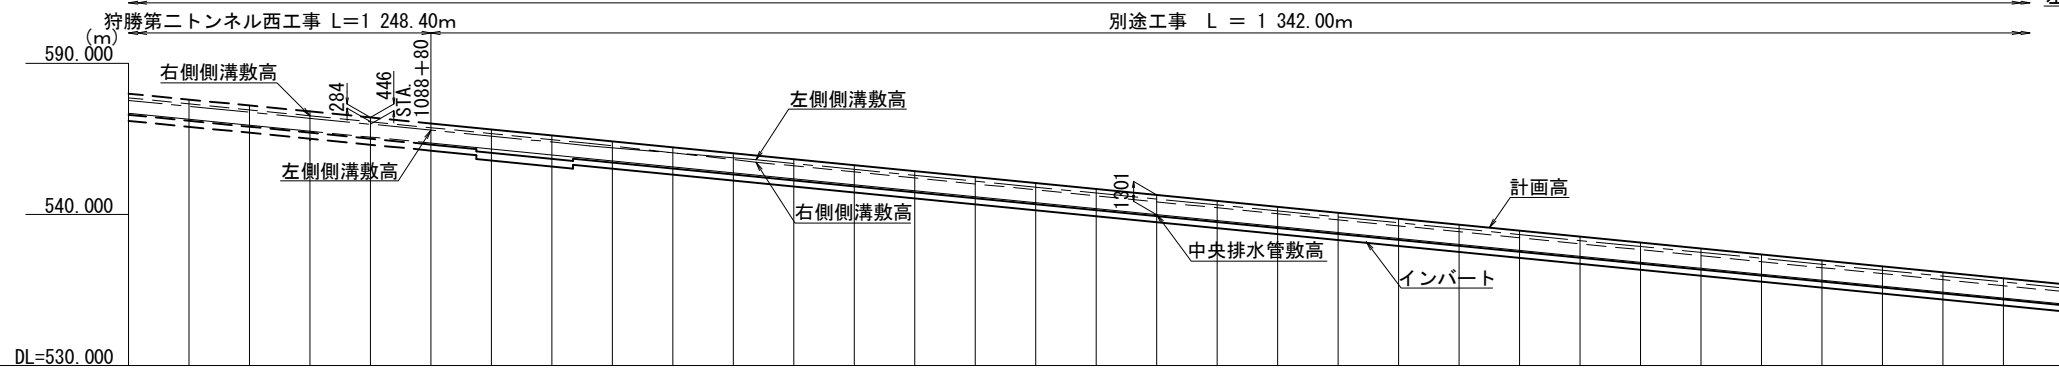 狩勝第二トンネル西工事 L=1 248.40m
別途工事 L = 1 342.00m
(m)
590.000
右側側溝敷高
284
446
STA.
1088+80
左側側溝敷高
左側側溝敷高
右側側溝敷高
1301
計画高
540.000
中央排水管敷高
インバート
DL=530.000